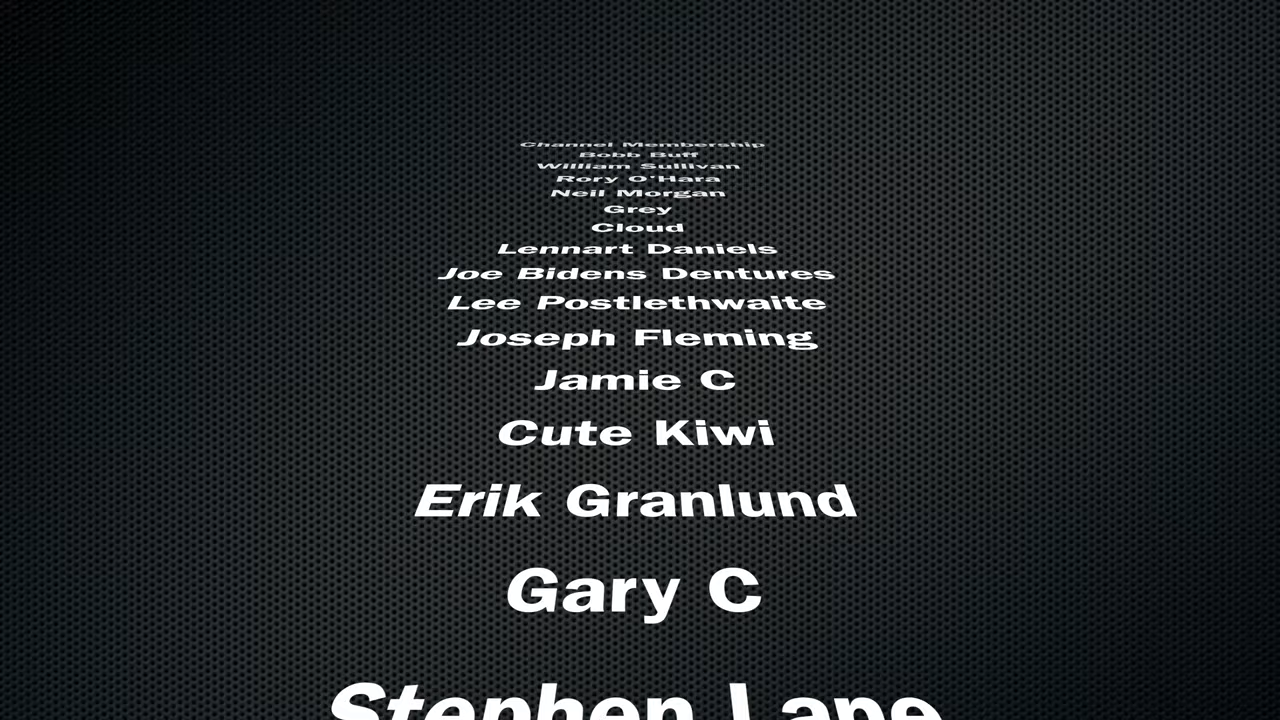 Channel Membership
Bobb Buff
William Sullivan
Rory O'Hara
Neil Morgan
Grey
Cloud
Lennart Daniels
Joe Bidens Dentures
Lee Postlethwaite
Joseph Fleming
Jamie C
Cute Kiwi
Erik Granlund
Gary C
Stephen